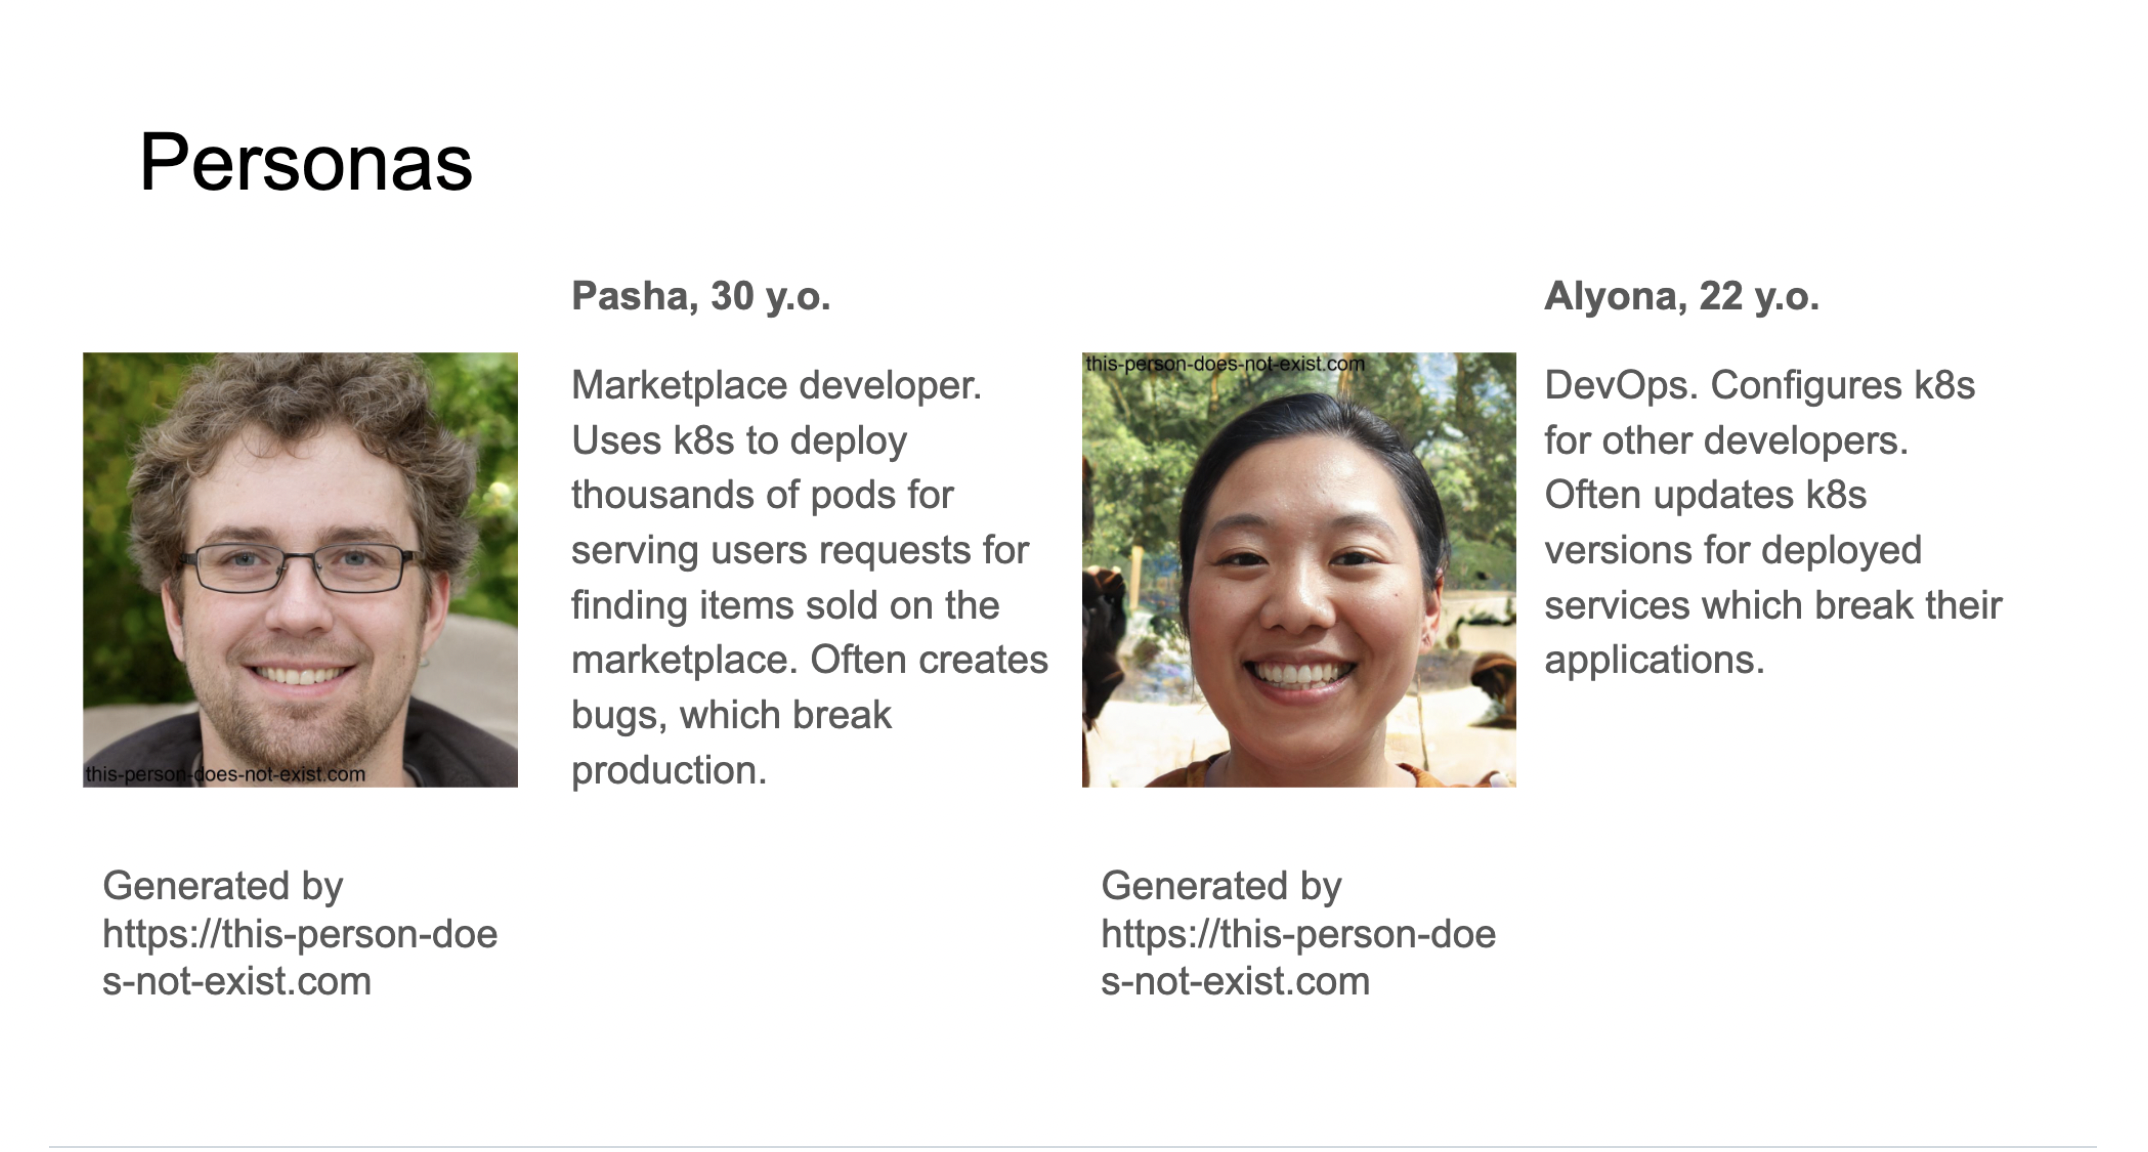 Personas
Pasha, 30 y.o.
Marketplace developer.
Uses k8s to deploy
thousands of pods for
serving users requests for
finding items sold on the
marketplace. Often creates
bugs, which break
production.
this-person-does-not-exist.com
Generated by
https://this-person-doe
s-not-exist.com
Alyona, 22 y.o.
this-person-does-not-exist.com
DevOps. Configures k8s
for other developers.
Often updates k8s
versions for deployed
services which break their
applications.
Generated by
https://this-person-doe
s-not-exist.com